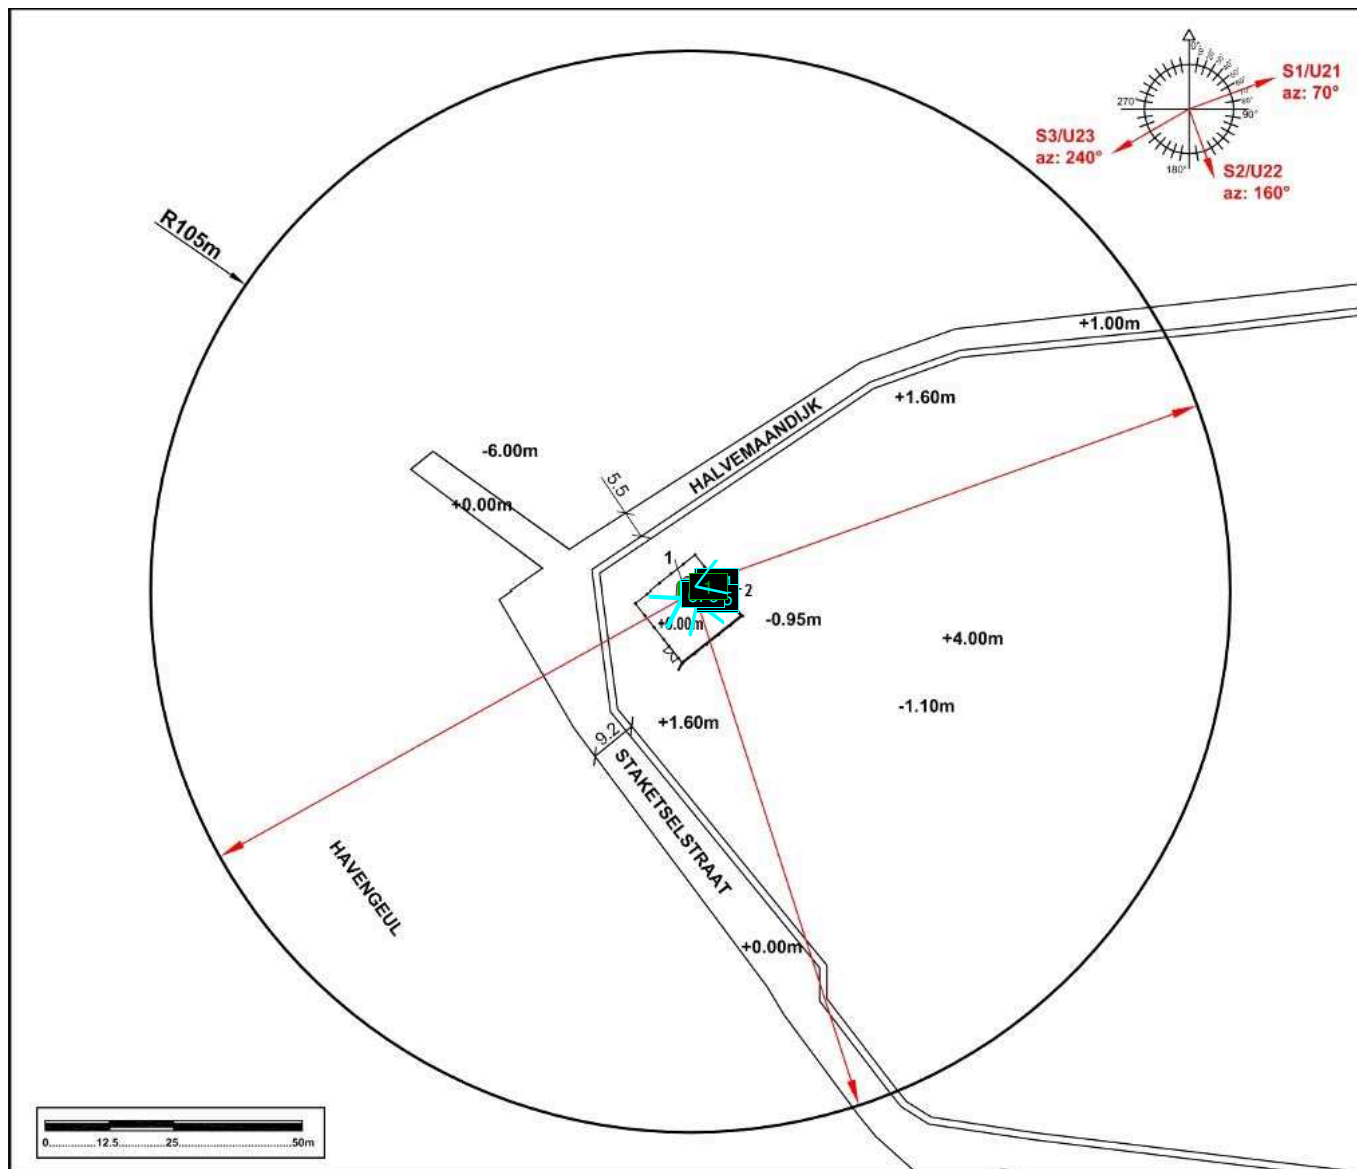 0°
S1/U21
az: 70°
270°
90°
S3/U23
az: 240°
180°
S2/U22
az: 160°
R105m
+1.00m
+1.60m
HALVEMAANDIJK
-6.00m
5.5
+0.00m
1
2
-0.95m
+4.00m
-1.10m
+1.60m
9.2
STAKETSELSTRAAT
HAVENGEUL
+0.00m
0 12.5 25 50m